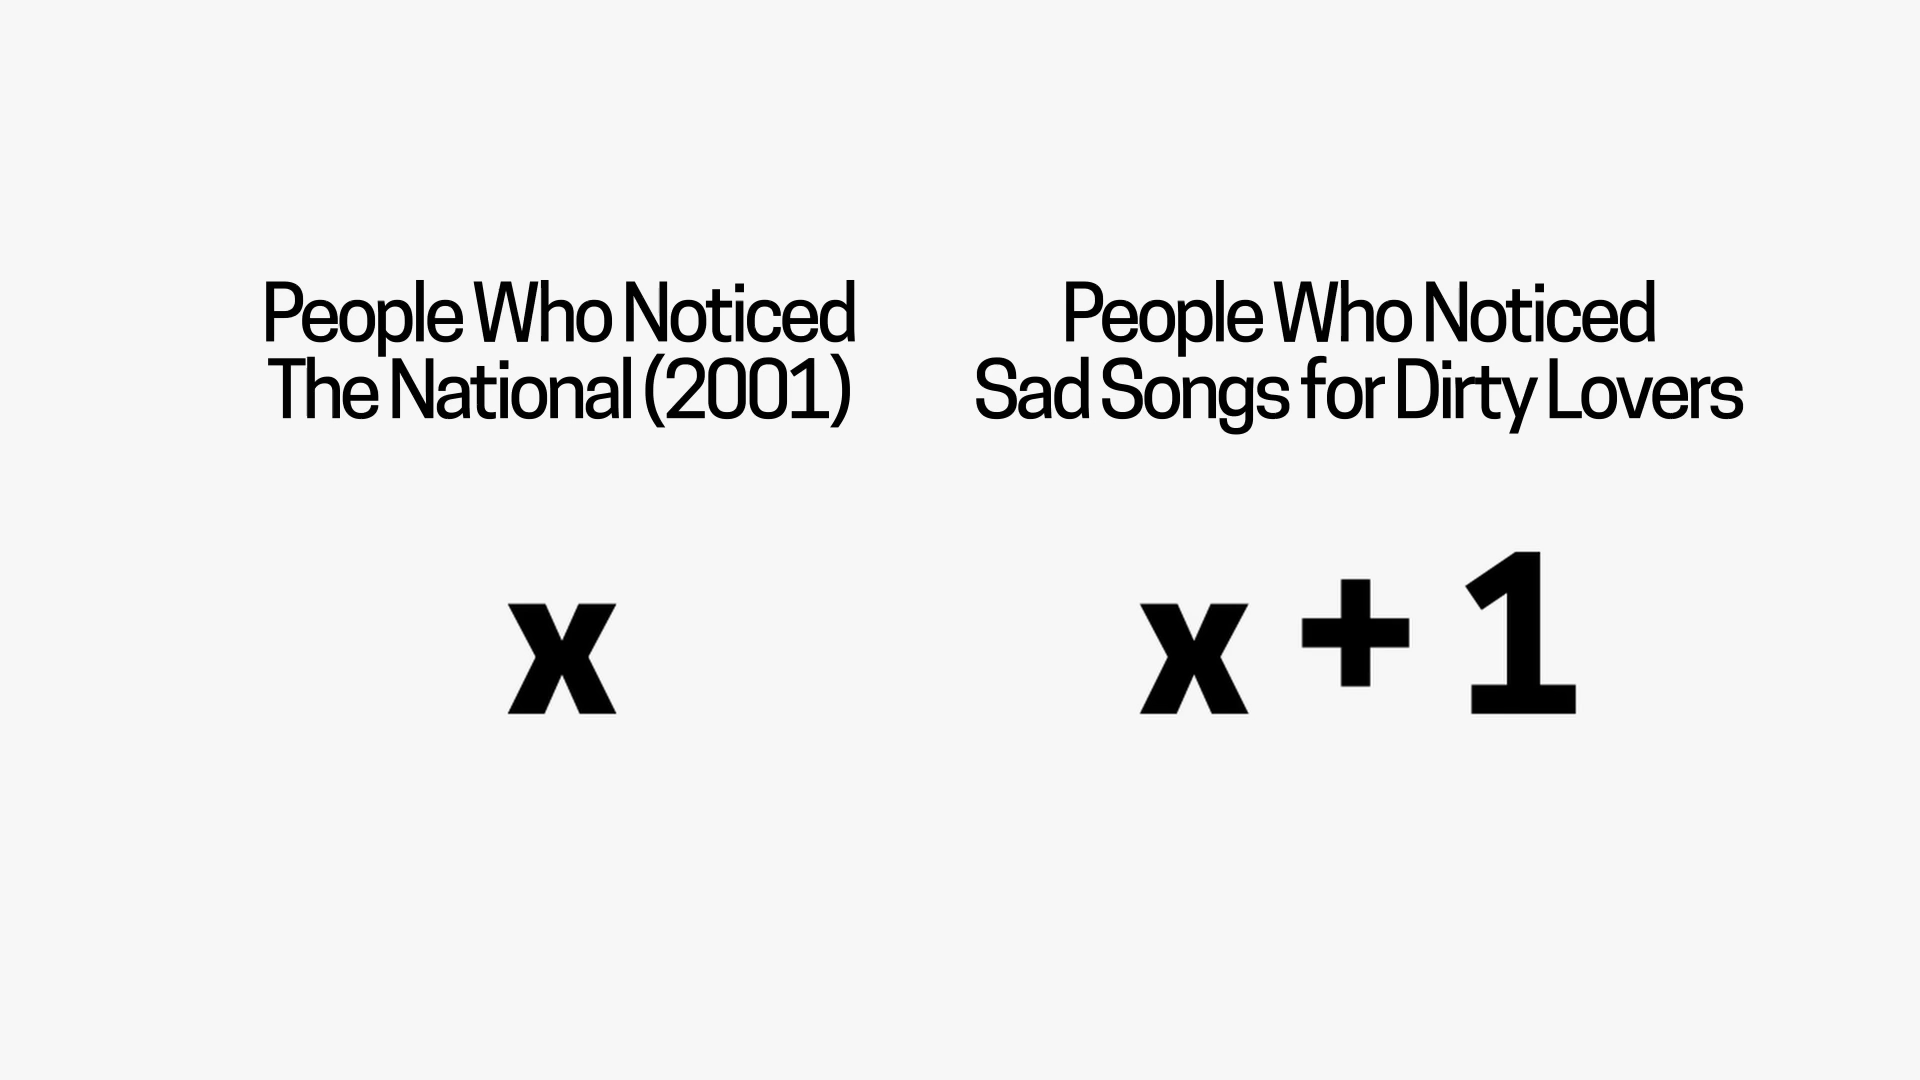 People Who Noticed
The National (2001)
People Who Noticed
Sad Songs for Dirty Lovers
x
x + 1